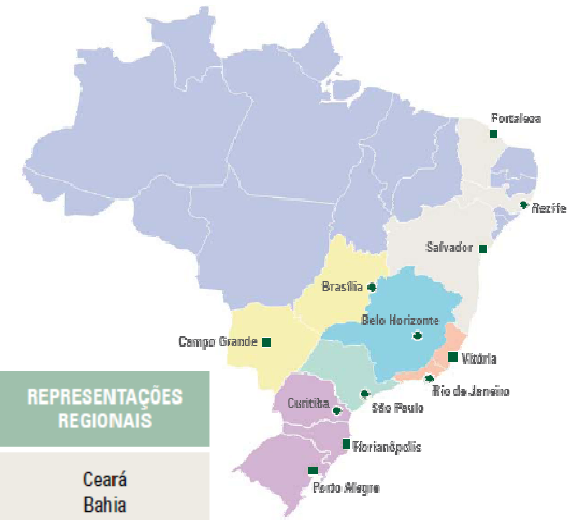 Fortaleza
Recife
Salvador
Brasília
Belo Horizonte
Campo Grande
Vitória
Rio de Janeiro
São Paulo
Curitiba
Florianópolis
Porto Alegre
REPRESENTAÇÕES
REGIONAIS
Ceará
Bahia